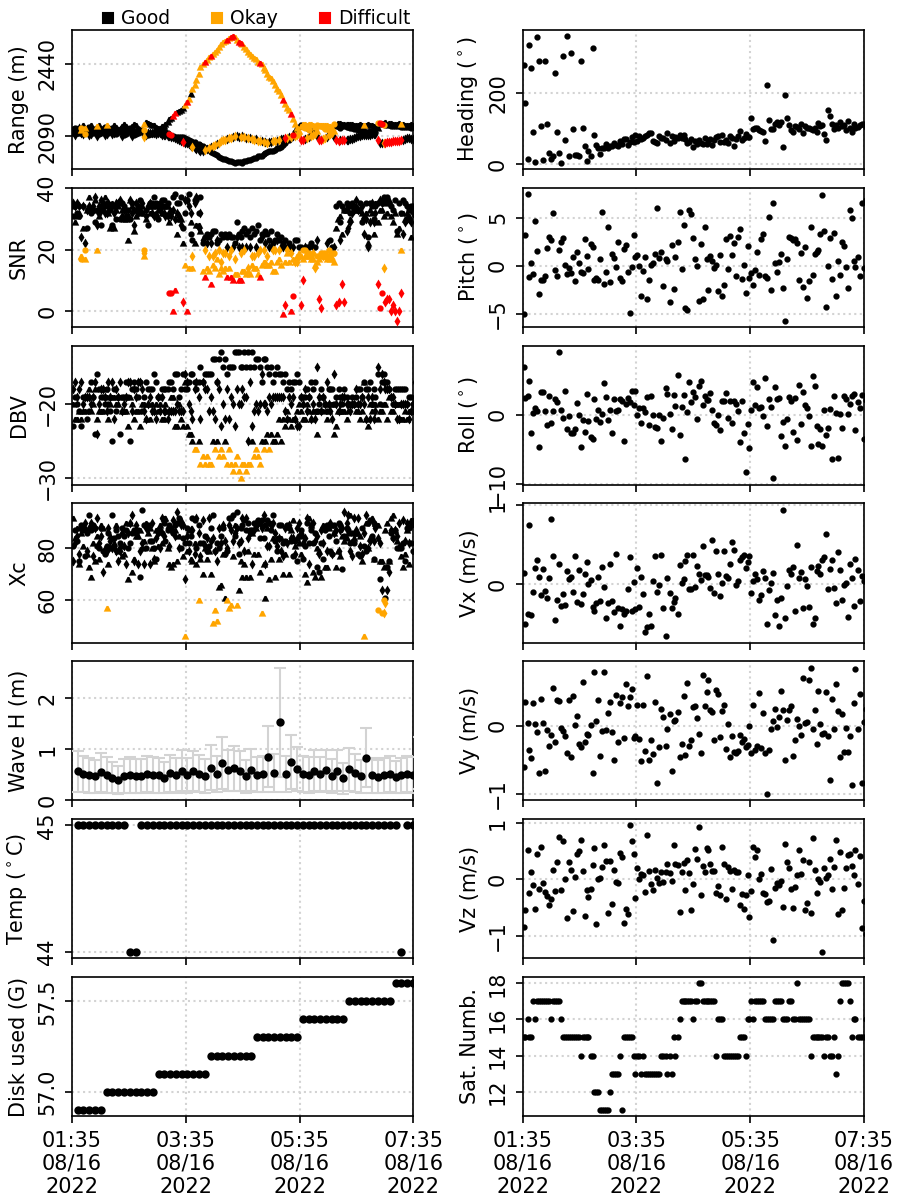 Good Okay Difficult
Range (m)
2440
2090
Heading (°)
200
0
SNR
40
20
0
Pitch (°)
5
0
−5
DBV
−20
−30
Roll (°)
0
−10
Xc
80
60
Vx (m/s)
1
0
Wave H (m)
2
1
0
Vy (m/s)
0
−1
Temp (°C)
45
44
Vz (m/s)
1
0
−1
Disk used (G)
57.5
57.0
Sat. Numb.
18
16
14
12
01:35 03:35 05:35 07:35
08/16 08/16 08/16 08/16
2022 2022 2022 2022
01:35 03:35 05:35 07:35
08/16 08/16 08/16 08/16
2022 2022 2022 2022